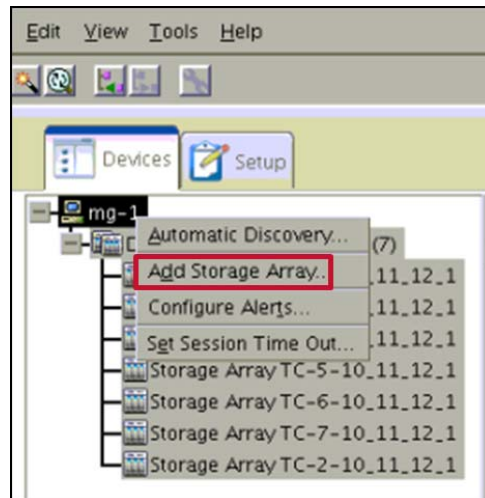 Edit View Tools Help
Devices Setup
mg-1
Automatic Discovery... (7)
Add Storage Array.. .11_12_1
Configure Alerts... .11_12_1
Set Session Time Out... .11_12_1
Storage Array TC-5-10_11_12_1
Storage Array TC-6-10_11_12_1
Storage Array TC-7-10_11_12_1
Storage Array TC-2-10_11_12_1